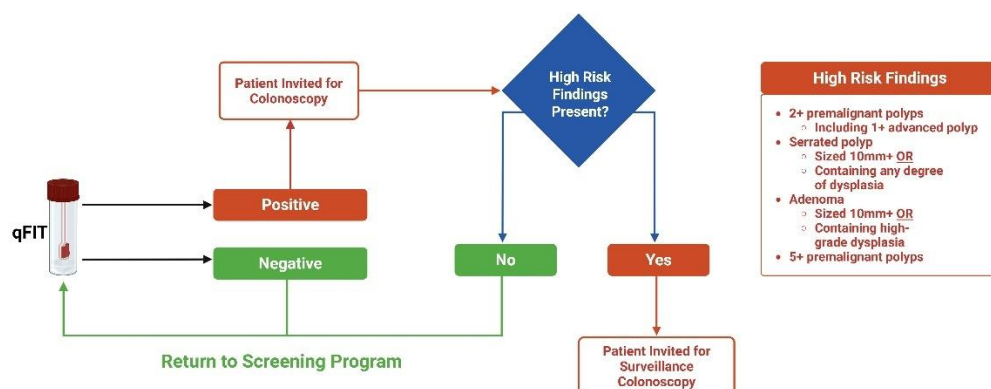 Patient Invited for
Colonoscopy
High Risk
Findings
Present?
High Risk Findings
2+ premalignant polyps
Including 1+ advanced polyp
Serrated polyp
Sized 10mm+ OR
Containing any degree
of dysplasia
Adenoma
Sized 10mm+ OR
Containing high-
grade dysplasia
5+ premalignant polyps
qFIT
Positive
Negative
No
Yes
Return to Screening Program
Patient Invited for
Surveillance
Colonoscopy